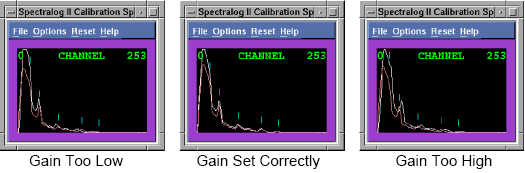 Spectralog II Calibration Sp
File Options Reset Help
0 CHANNEL 253
Gain Too Low
Spectralog II Calibration Sp
File Options Reset Help
0 CHANNEL 253
Gain Set Correctly
Spectralog II Calibration Sp
File Options Reset Help
0 CHANNEL 253
Gain Too High